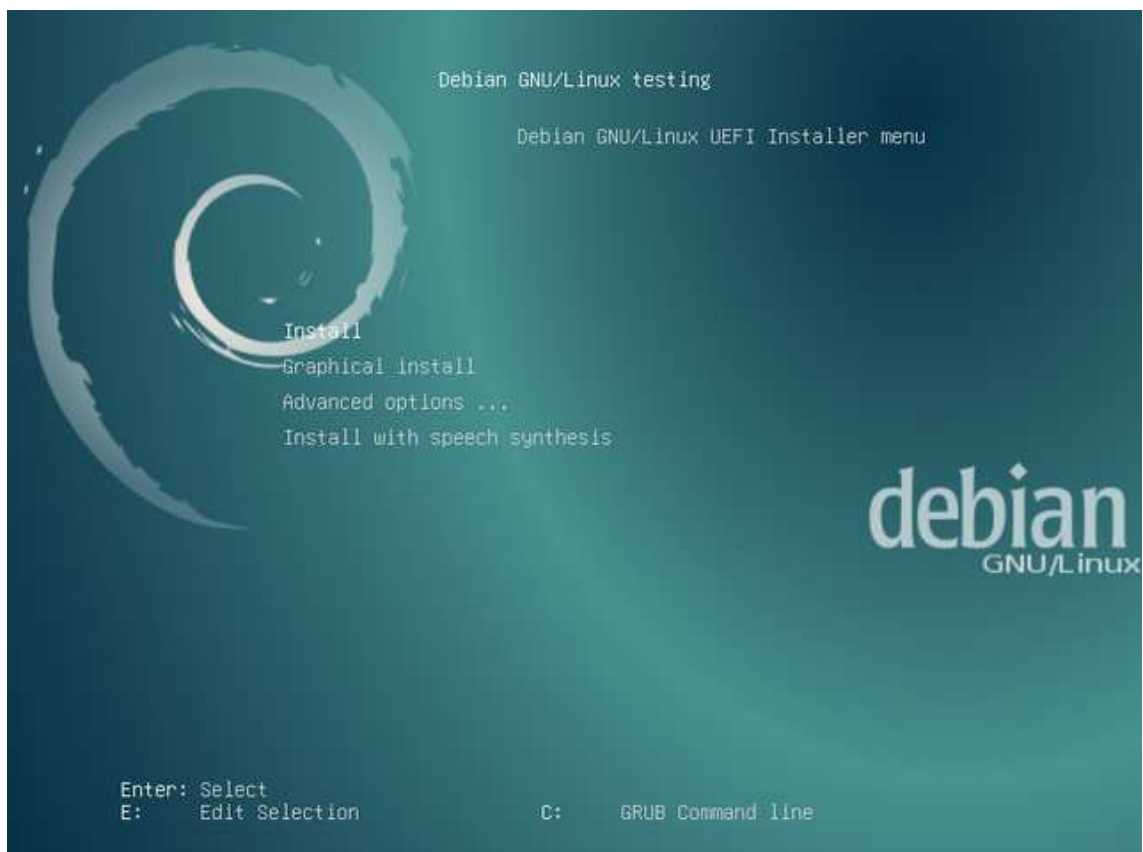 Debian GNU/Linux testing
Debian GNU/Linux UEFI Installer menu
Install
Graphical install
Advanced options ...
Install with speech synthesis
debian
GNU/Linux
Enter: Select
E: Edit Selection C: GRUB Command line